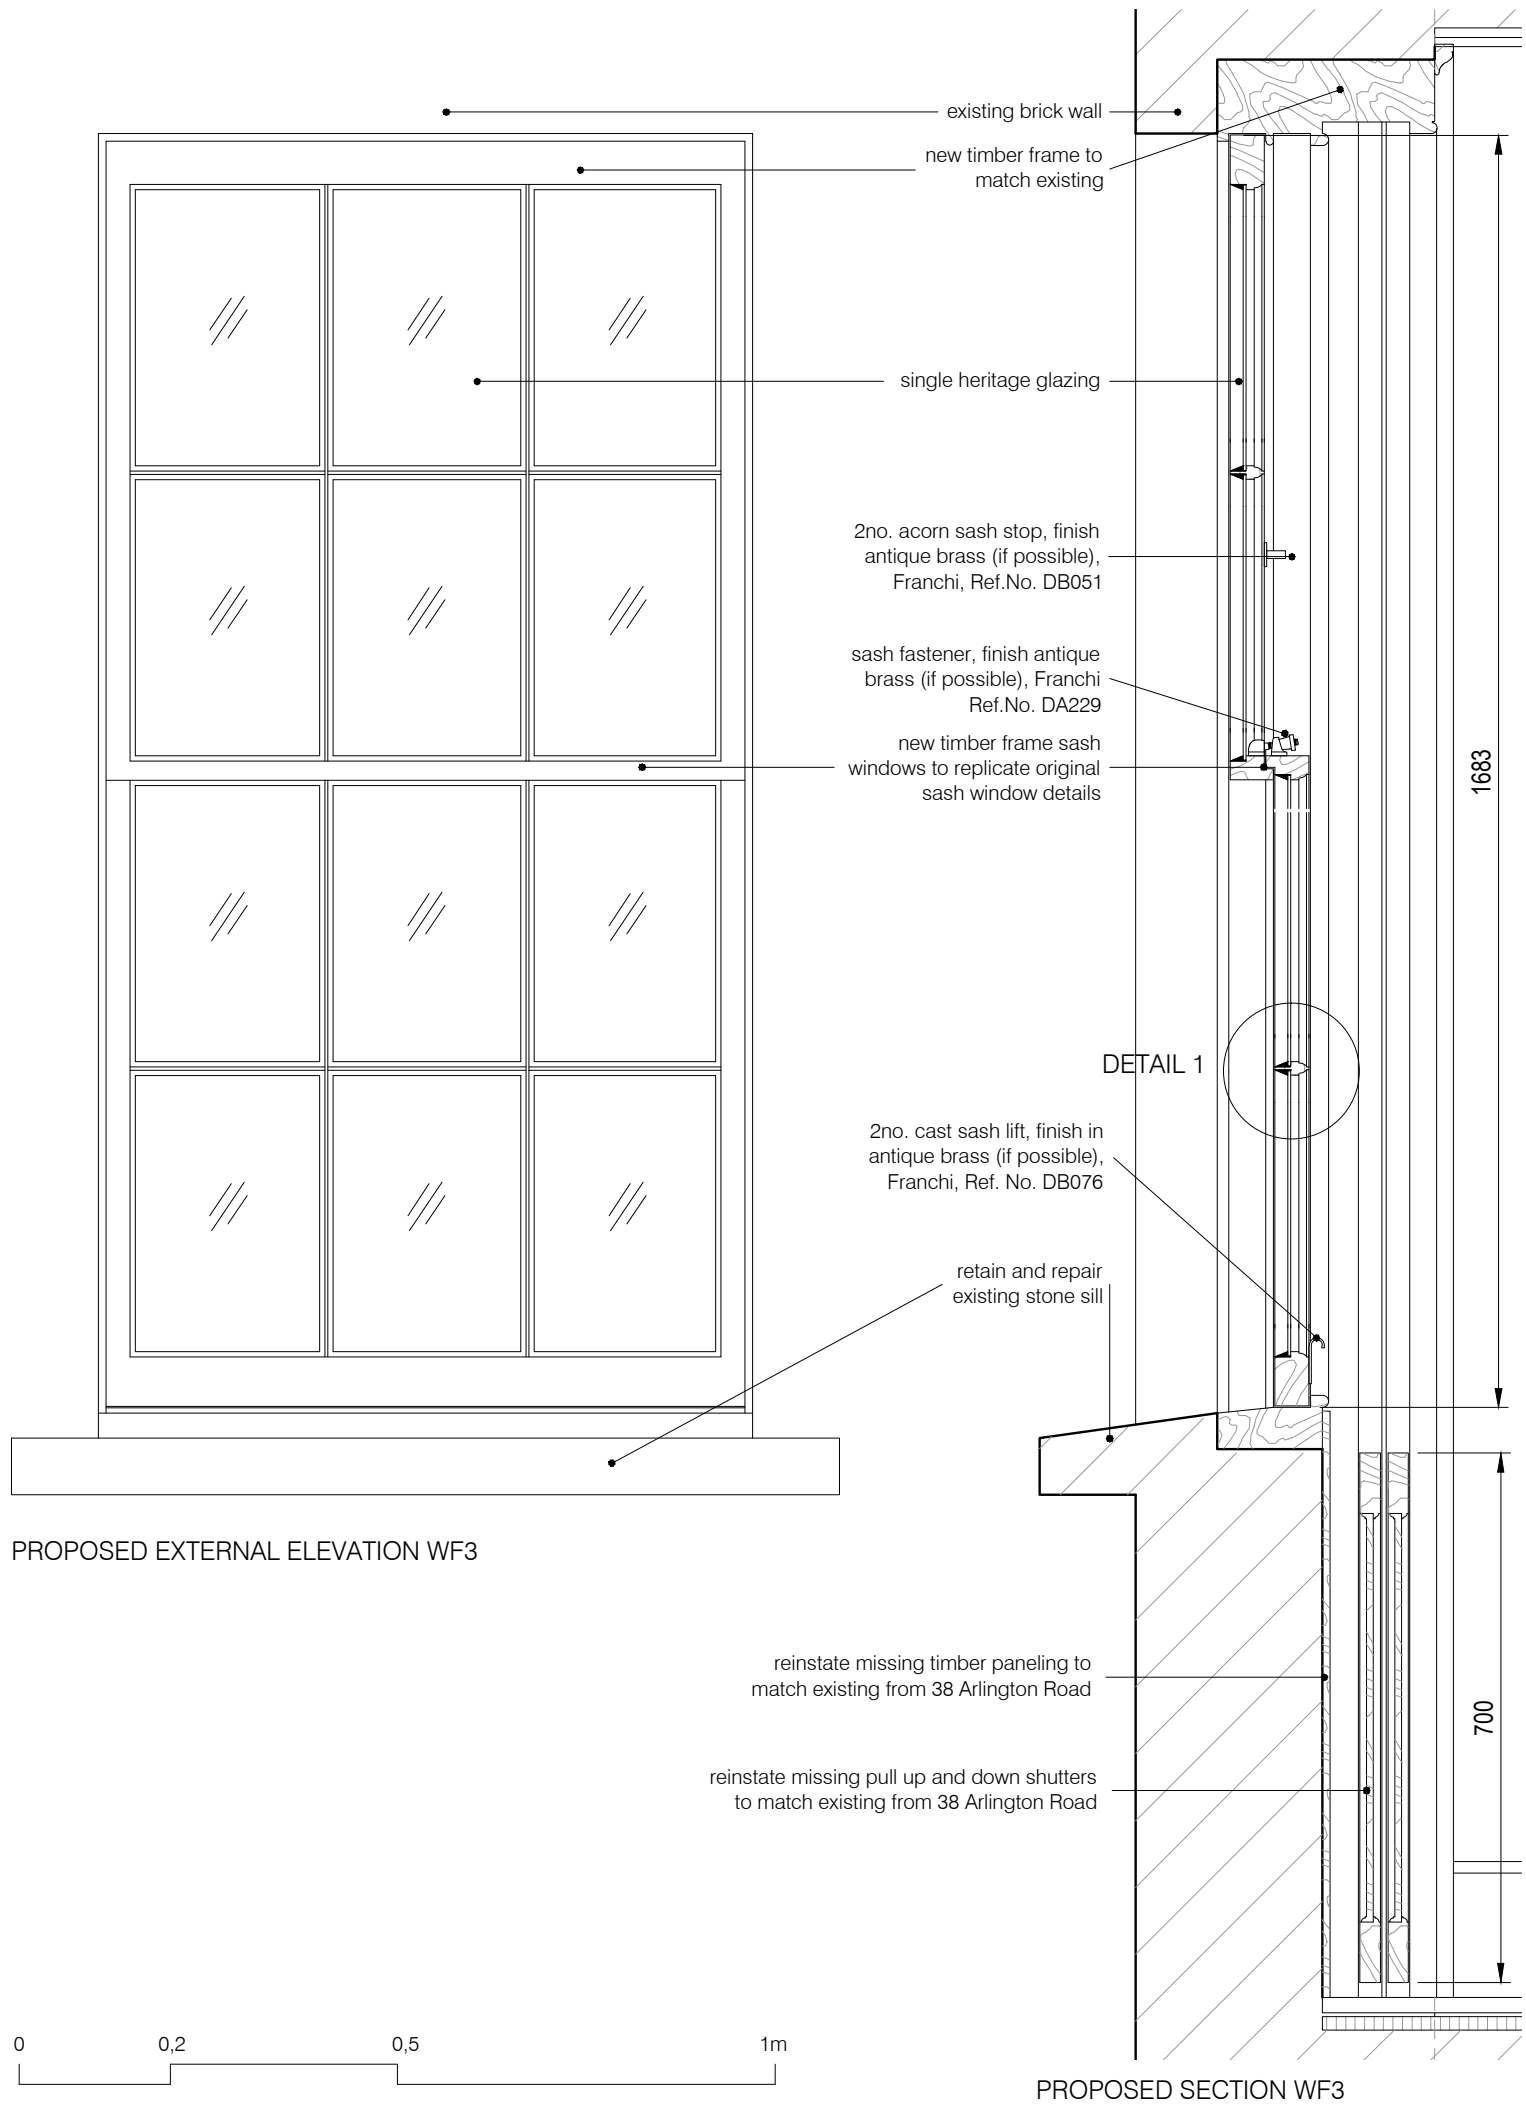 existing brick wall
new timber frame to
match existing
single heritage glazing
2no. acorn sash stop, finish
antique brass (if possible),
Franchi, Ref.No. DB051
sash fastener, finish antique
brass (if possible), Franchi
Ref.No. DA229
new timber frame sash
windows to replicate original
sash window details
1683
DETAIL 1
2no. cast sash lift, finish in
antique brass (if possible),
Franchi, Ref. No. DB076
retain and repair
existing stone sill
PROPOSED EXTERNAL ELEVATION WF3
reinstate missing timber paneling to
match existing from 38 Arlington Road
700
reinstate missing pull up and down shutters
to match existing from 38 Arlington Road
0 0,2 0,5 1m
PROPOSED SECTION WF3